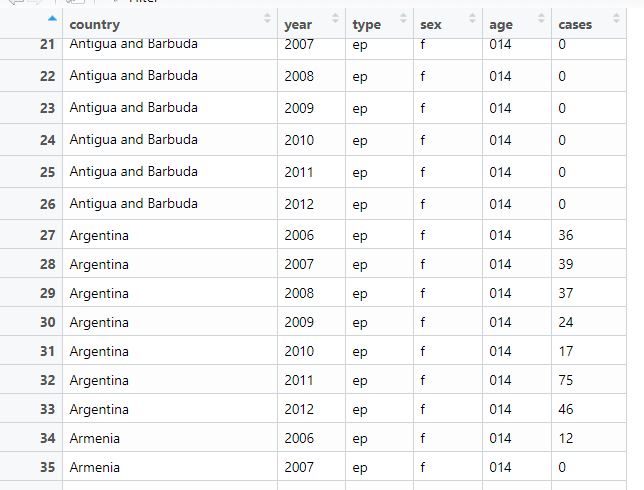 country year type sex age cases
21 Antigua and Barbuda 2007 ep f 014 0
22 Antigua and Barbuda 2008 ep f 014 0
23 Antigua and Barbuda 2009 ep f 014 0
24 Antigua and Barbuda 2010 ep f 014 0
25 Antigua and Barbuda 2011 ep f 014 0
26 Antigua and Barbuda 2012 ep f 014 0
27 Argentina 2006 ep f 014 36
28 Argentina 2007 ep f 014 39
29 Argentina 2008 ep f 014 37
30 Argentina 2009 ep f 014 24
31 Argentina 2010 ep f 014 17
32 Argentina 2011 ep f 014 75
33 Argentina 2012 ep f 014 46
34 Armenia 2006 ep f 014 12
35 Armenia 2007 ep f 014 0